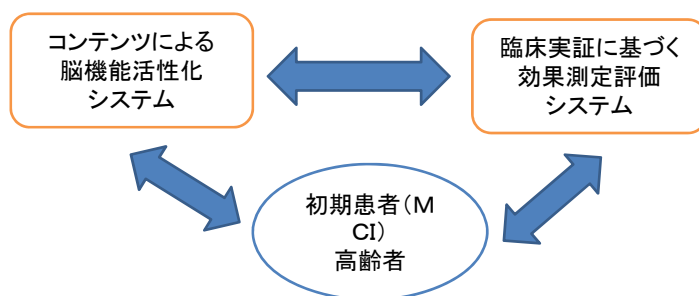 コンテンツによる
脳機能活性化
システム
臨床実証に基づく
効果測定評価
システム
初期患者（M
CI）
高齢者